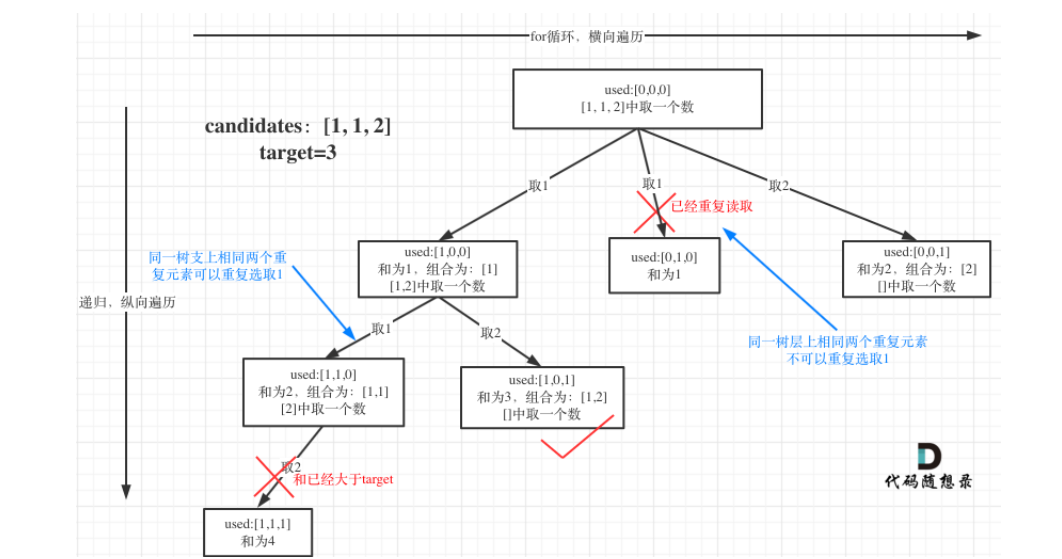 for循环，横向遍历
used:[0,0,0]
[1, 1, 2]中取一个数
candidates：[1, 1, 2]
target=3
取1
取1
取2
已经重复读取
同一树支上相同两个重
复元素可以重复选取1
used:[1,0,0]
和为1，组合为：[1]
[1,2]中取一个数
used:[0,1,0]
和为1
used:[0,0,1]
和为2，组合为：[2]
[]中取一个数
递归，纵向遍历
取1
取2
同一树层上相同两个重复元素
不可以重复选取1
used:[1,1,0]
和为2，组合为：[1,1]
[2]中取一个数
used:[1,0,1]
和为3，组合为：[1,2]
[]中取一个数
取2
和已经大于target
代码随想录
used:[1,1,1]
和为4